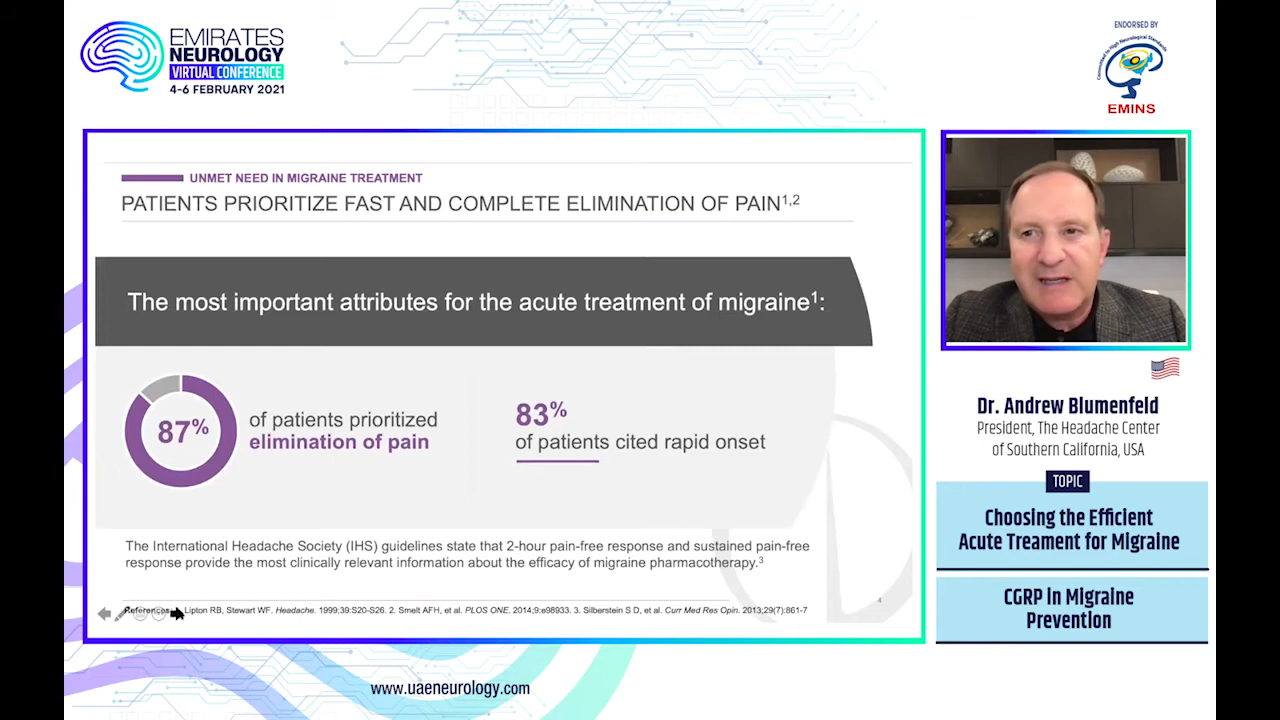 EMIRATES
NEUROLOGY
VIRTUAL CONFERENCE
4-6 FEBRUARY 2021
ENDORSED BY
Committed to High Neurological Standards
EMINS
UNMET NEED IN MIGRAINE TREATMENT
PATIENTS PRIORITIZE FAST AND COMPLETE ELIMINATION OF PAIN1,2
The most important attributes for the acute treatment of migraine1:
87%
of patients prioritized
elimination of pain
83%
of patients cited rapid onset
The International Headache Society (IHS) guidelines state that 2-hour pain-free response and sustained pain-free
response provide the most clinically relevant information about the efficacy of migraine pharmacotherapy.3
References: Lipton RB, Stewart WF. Headache. 1999;39:S20-S26. 2. Smelt AFH, et al. PLOS ONE. 2014;9:e98933. 3. Silberstein S D, et al. Curr Med Res Opin. 2013;29(7):861-7
4
Dr. Andrew Blumenfeld
President, The Headache Center
of Southern California, USA
TOPIC
Choosing the Efficient
Acute Treament for Migraine
CGRP in Migraine
Prevention
www.uaeneurology.com